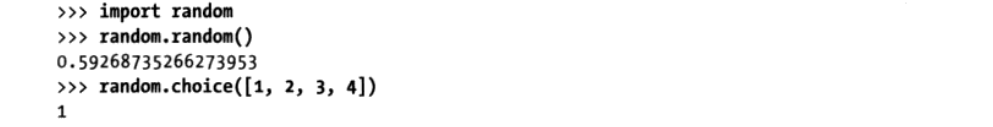 >>> import random
>>> random.random()
0.59268735266273953
>>> random.choice([1, 2, 3, 4])
1